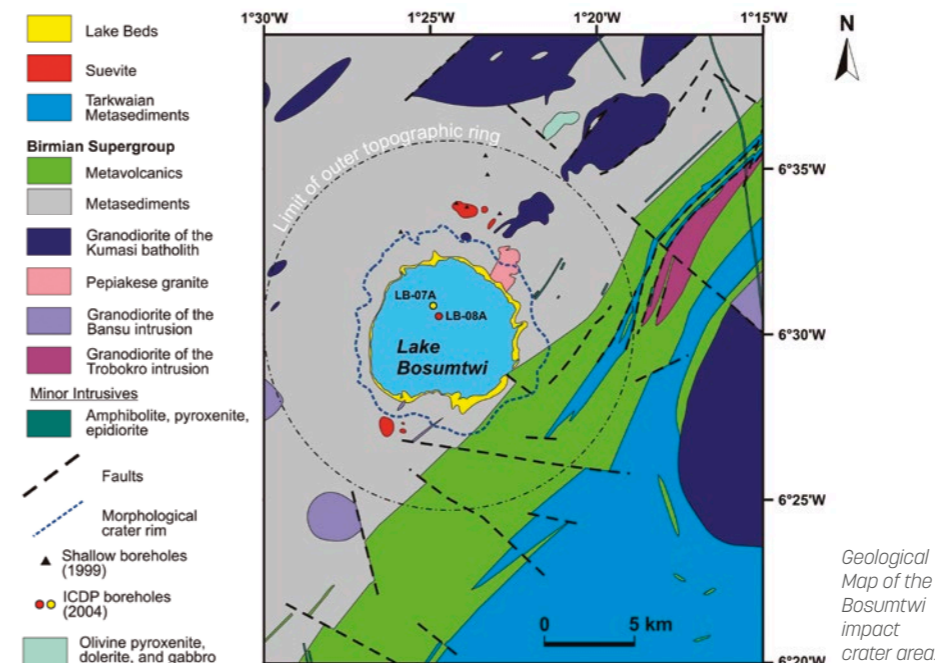 1°30'W
1°25'W
1°20'W
1°15'W
N
Lake Beds
Suevite
Tarkwaian
Metasediments
Birmian Supergroup
Metavolcanics
Metasediments
Granodiorite of the
Kumasi batholith
Pepiakese granite
Granodiorite of the
Bansu intrusion
Granodiorite of the
Trobokro intrusion
Minor Intrusives
Amphibolite, pyroxenite,
epidiorite
Faults
Morphological
crater rim
Shallow boreholes
(1999)
ICDP boreholes
(2004)
Olivine pyroxenite,
dolerite, and gabbro
Limit of outer topographic ring
LB-07A
LB-08A
Lake
Bosumtwi
0 5 km
6°35'W
6°30'W
6°25'W
6°20'W
Geological
Map of the
Bosumtwi
impact
crater area.